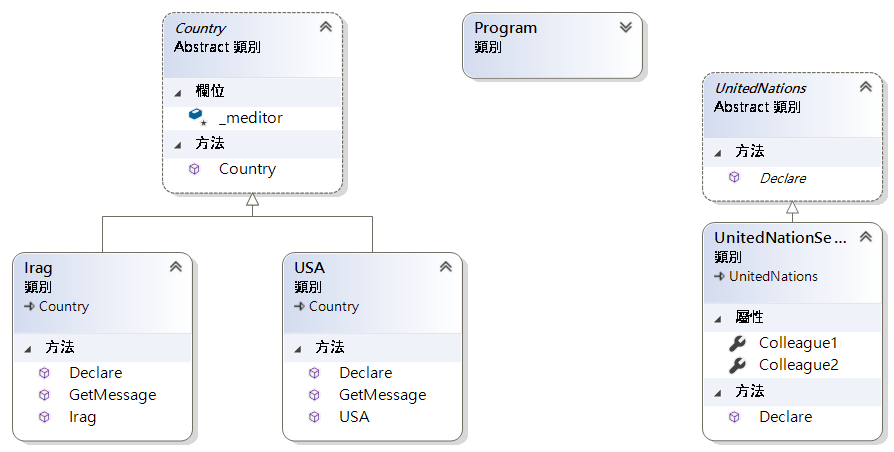 Country
Abstract 類別
欄位
_meditor
方法
Country
Program
類別
UnitedNations
Abstract 類別
方法
Declare
Irag
類別
Country
方法
Declare
GetMessage
Irag
USA
類別
Country
方法
Declare
GetMessage
USA
UnitedNationSe...
類別
UnitedNations
屬性
Colleague1
Colleague2
方法
Declare